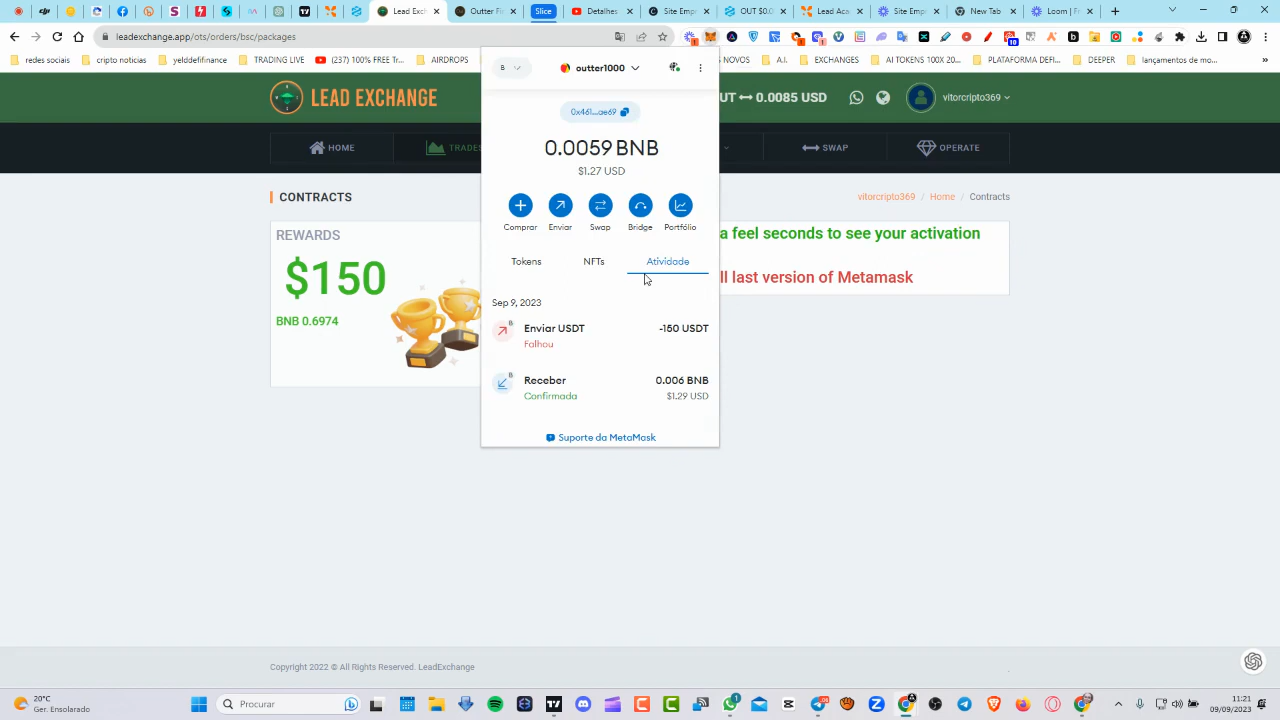 Lead Exc
Outter Fi
Slice
Detalhes
Site Emp
OUT $0.0
Lead Aca
Site Emp
New Tab
Loom | Fr
leadexchange.app/ots/orders/bsc/packages
redes sociais
cripto noticias
yelddefifinance
TRADING LIVE
(237) 100% FREE Tr...
AIRDROPS
NOVO
A.I.
EXCHANGES
AI TOKENS 100X 20...
PLATAFORMA DEFI...
DEEPER
lançamentos de mo...
LEAD EXCHANGE
UT
0.0085 USD
vitorcripto369
HOME
TRADES
SWAP
OPERATE
CONTRACTS
vitorcripto369 / Home / Contracts
REWARDS
$150
BNB 0.6974
a feel seconds to see your activation
ll last version of Metamask
B
outter1000
0x461...ae69
0.0059 BNB
$1.27 USD
Comprar
Enviar
Swap
Bridge
Portfólio
Tokens
NFTs
Atividade
Sep 9, 2023
Enviar USDT
-150 USDT
Falhou
Receber
0.006 BNB
Confirmada
$1.29 USD
Suporte da MetaMask
Copyright 2022 © All Rights Reserved. LeadExchange
20°C
Ger. Ensolarado
Procurar
11:21
09/09/2023